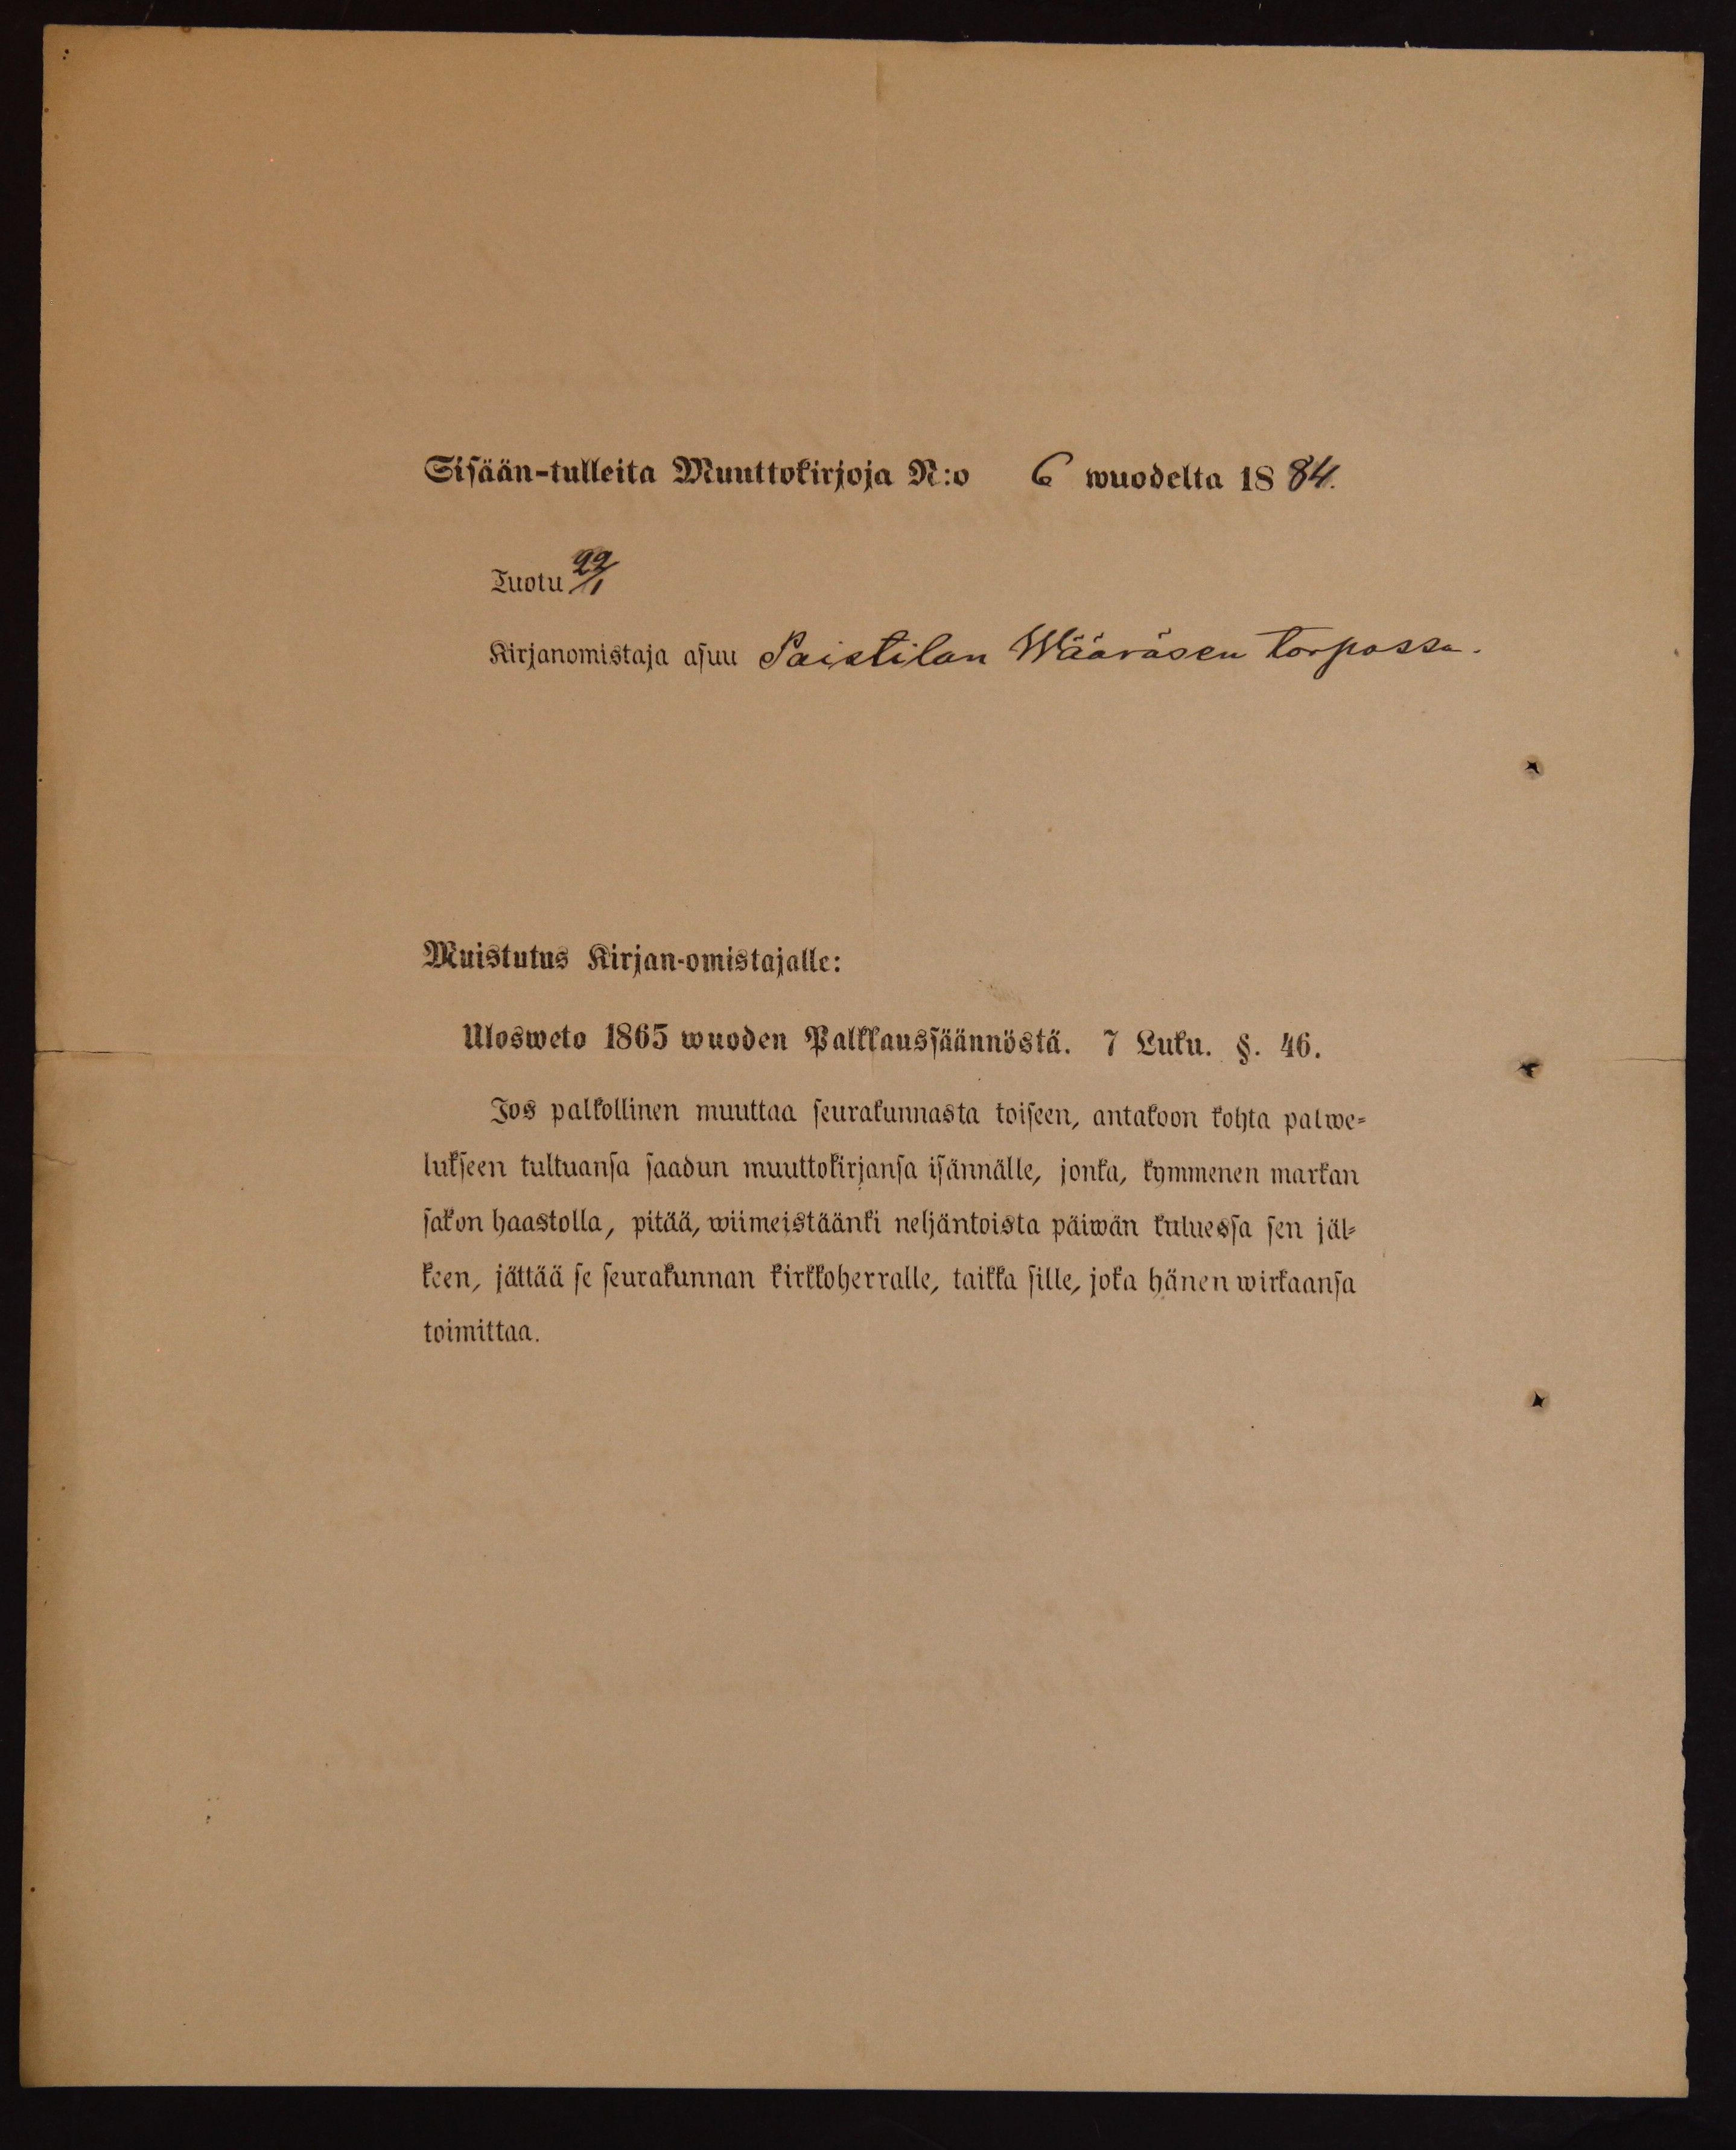 Sisään-tulleita Muuttokirjoja N:o 6 wuodelta 1884.
Tuotu 22/1
Kirjanomistaja asuu Paistilan Wääräsen torpassa.
Muistutus Kirjan-omistajalle:
Ulosweto 1865 wuoden Palkkaussäännöstä. 7 Luku. §. 46.
Jos palkollinen muuttaa seurakunnasta toiseen, antakoon kohta palwe-
lukseen tultuansa saadun muuttokirjansa isännälle, jonka, kymmenen markan
sakon haastolla, pitää, wiimeistäänki neljäntoista päiwän kuluessa sen jäl-
keen, jättää se seurakunnan kirkkoherralle, taikka sille, joka hänen wirkaansa
toimittaa.